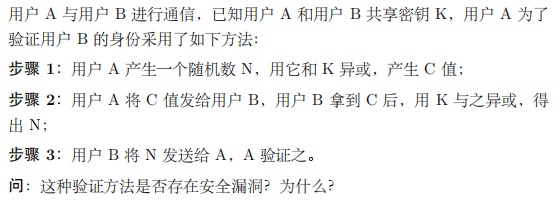 用户 A 与用户 B 进行通信，已知用户 A 和用户 B 共享密钥 K，用户 A 为了
验证用户 B 的身份采用了如下方法：
步骤 1：用户 A 产生一个随机数 N，用它和 K 异或，产生 C 值；
步骤 2：用户 A 将 C 值发给用户 B，用户 B 拿到 C 后，用 K 与之异或，得
出 N；
步骤 3：用户 B 将 N 发送给 A，A 验证之。
问：这种验证方法是否存在安全漏洞？为什么？